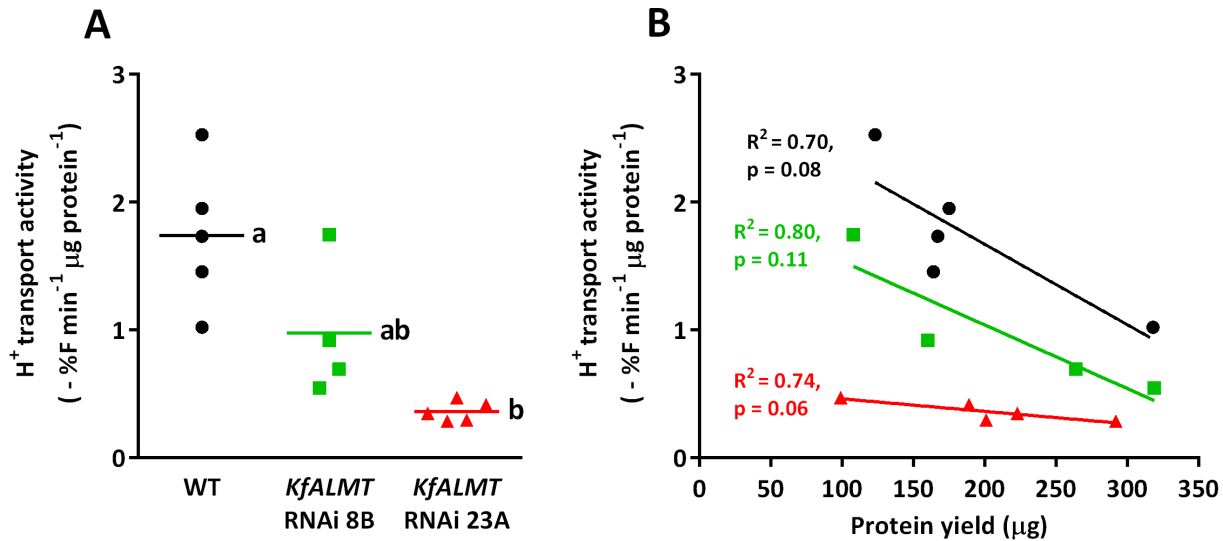 A
H⁺ transport activity
( - %F min⁻¹ μg protein⁻¹)
3
2
1
0
a
ab
b
WT
KfALMT
RNAi 8B
KfALMT
RNAi 23A
B
H⁺ transport activity
( - %F min⁻¹ μg protein⁻¹)
3
2
1
0
R² = 0.70,
p = 0.08
R² = 0.80,
p = 0.11
R² = 0.74,
p = 0.06
0 50 100 150 200 250 300 350
Protein yield (μg)